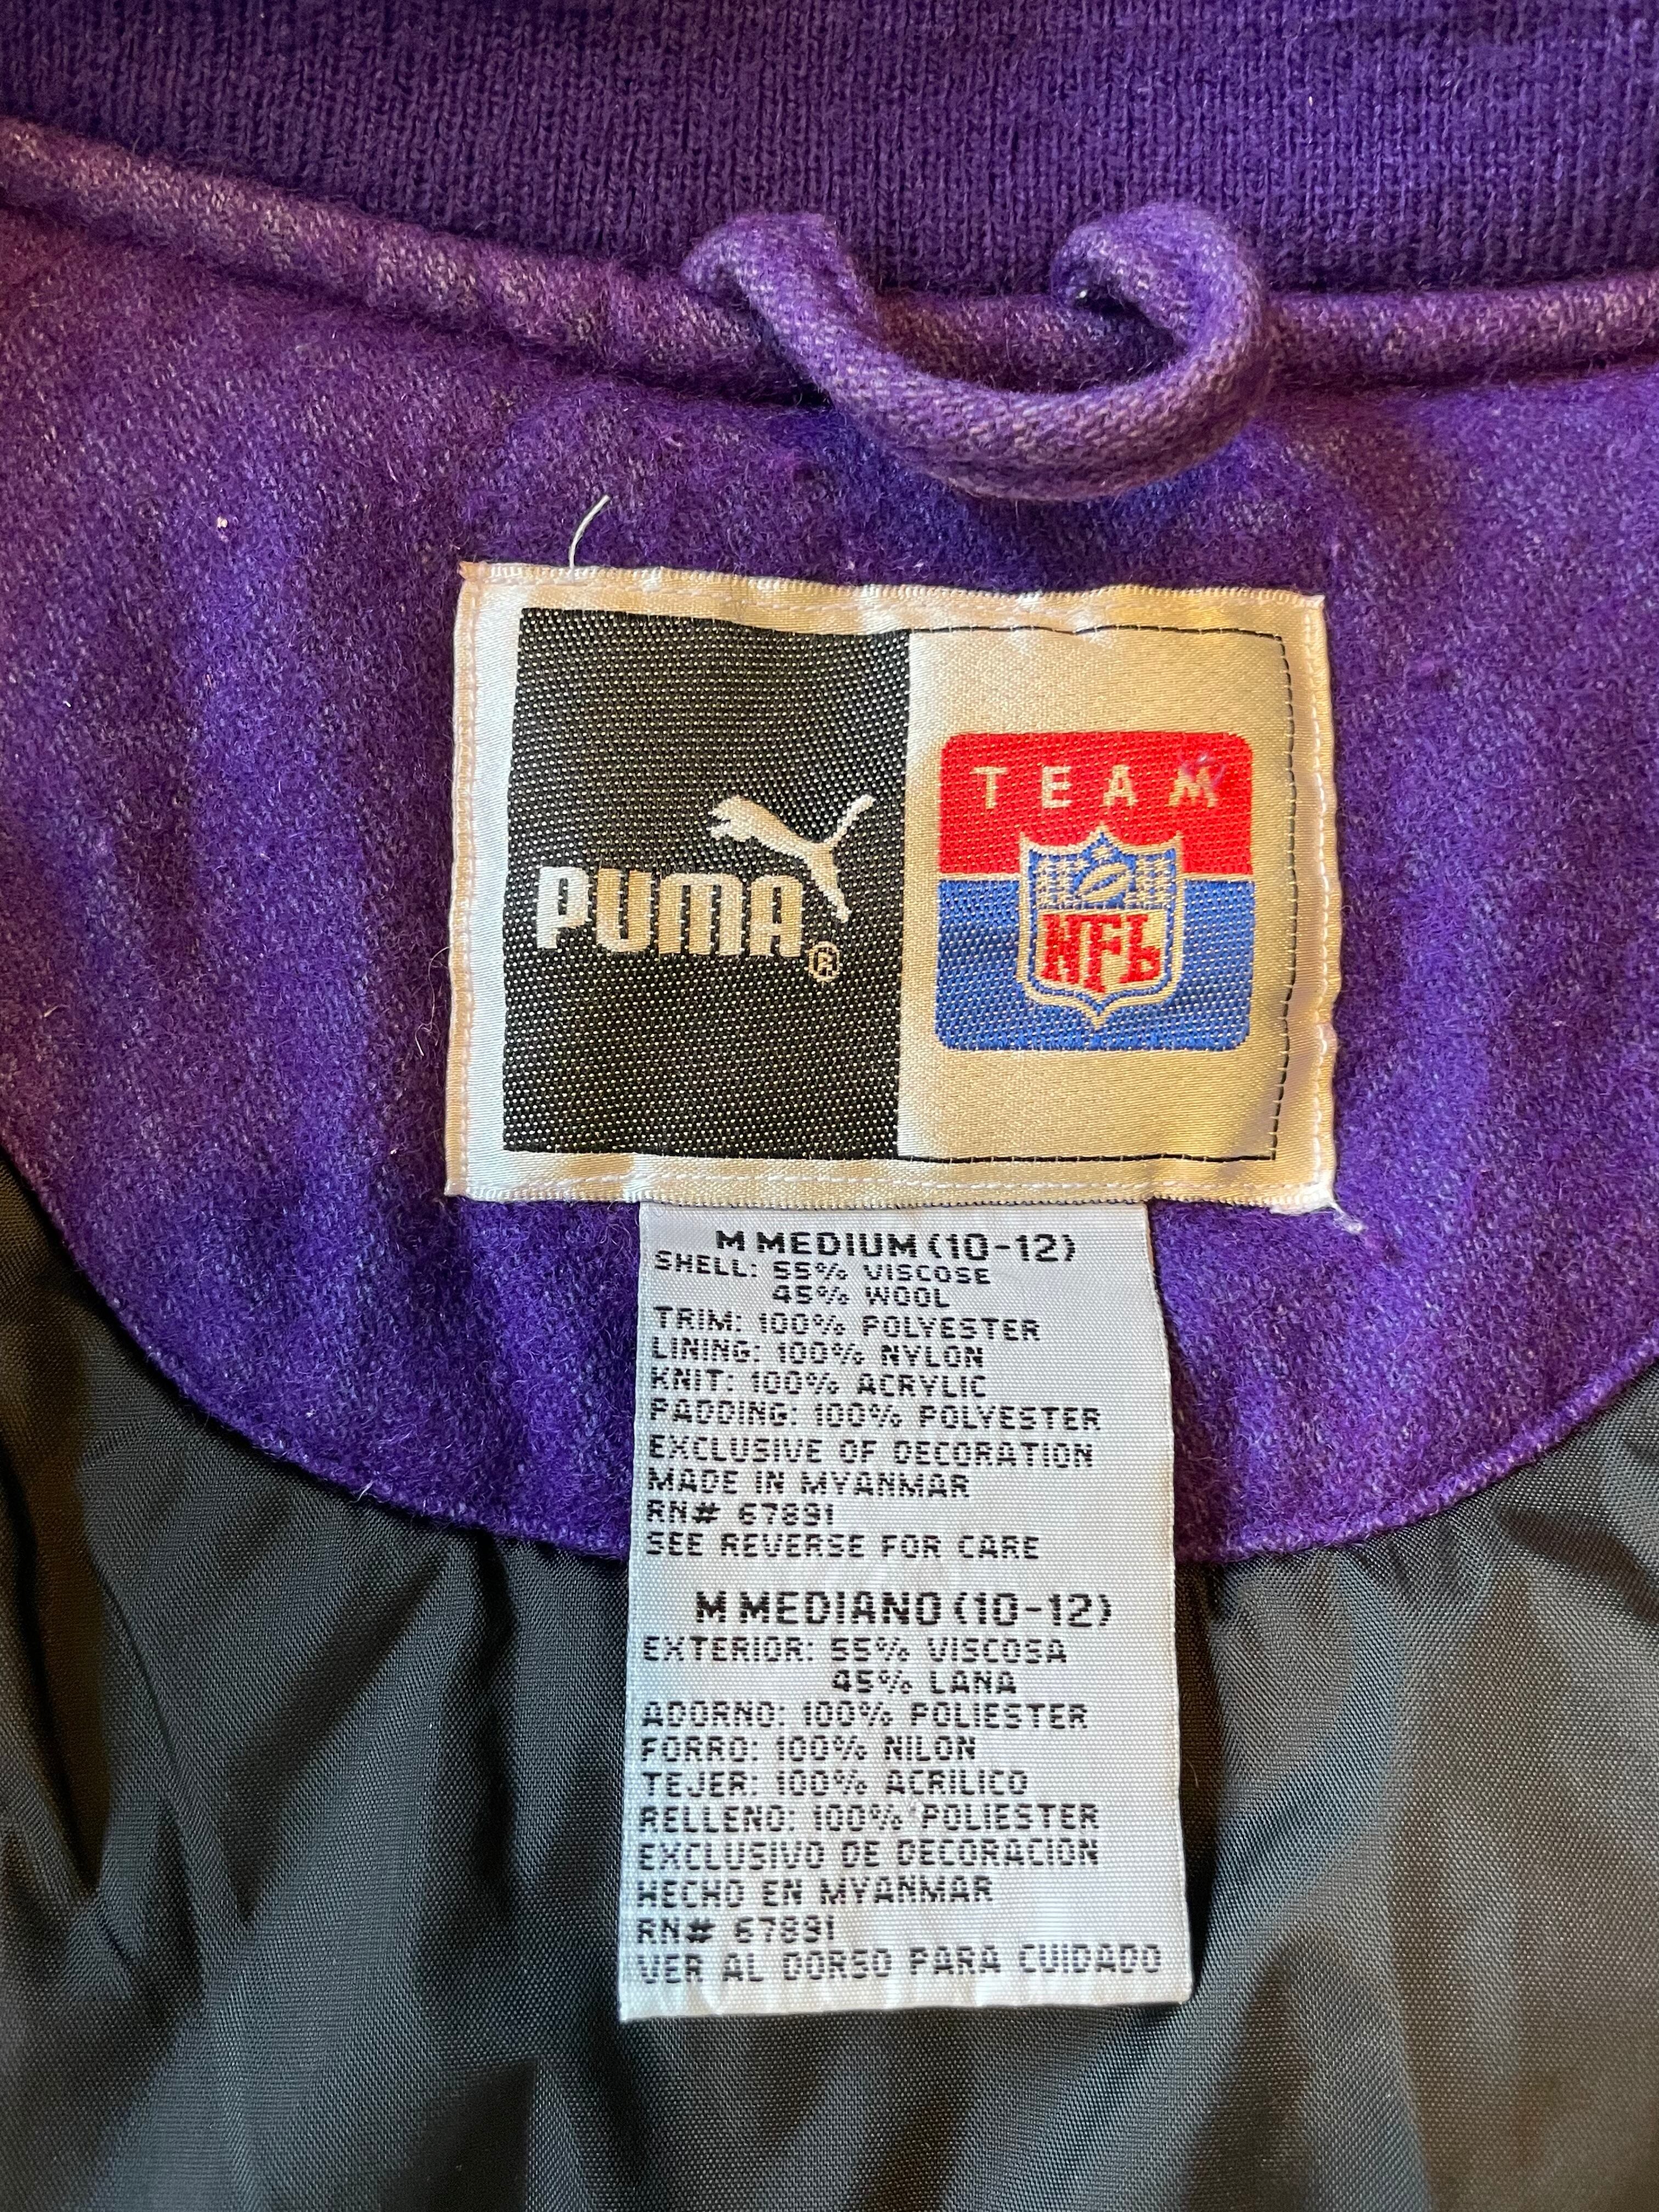 PUMA®
TEAM
NFL
M MEDIUM (10-12)
SHELL: 55% VISCOSE
45% WOOL
TRIM: 100% POLYESTER
LINING: 100% NYLON
KNIT: 100% ACRYLIC
PADDING: 100% POLYESTER
EXCLUSIVE OF DECORATION
MADE IN MYANMAR
RN# 67891
SEE REVERSE FOR CARE
M MEDIANO (10-12)
EXTERIOR: 55% VISCOSA
45% LANA
ADORNO: 100% POLIESTER
FORRO: 100% NILON
TEJER: 100% ACRILICO
RELLENO: 100% POLIESTER
EXCLUSIVO DE DECORACION
HECHO EN MYANMAR
RN# 67891
VER AL DORSO PARA CUIDADO